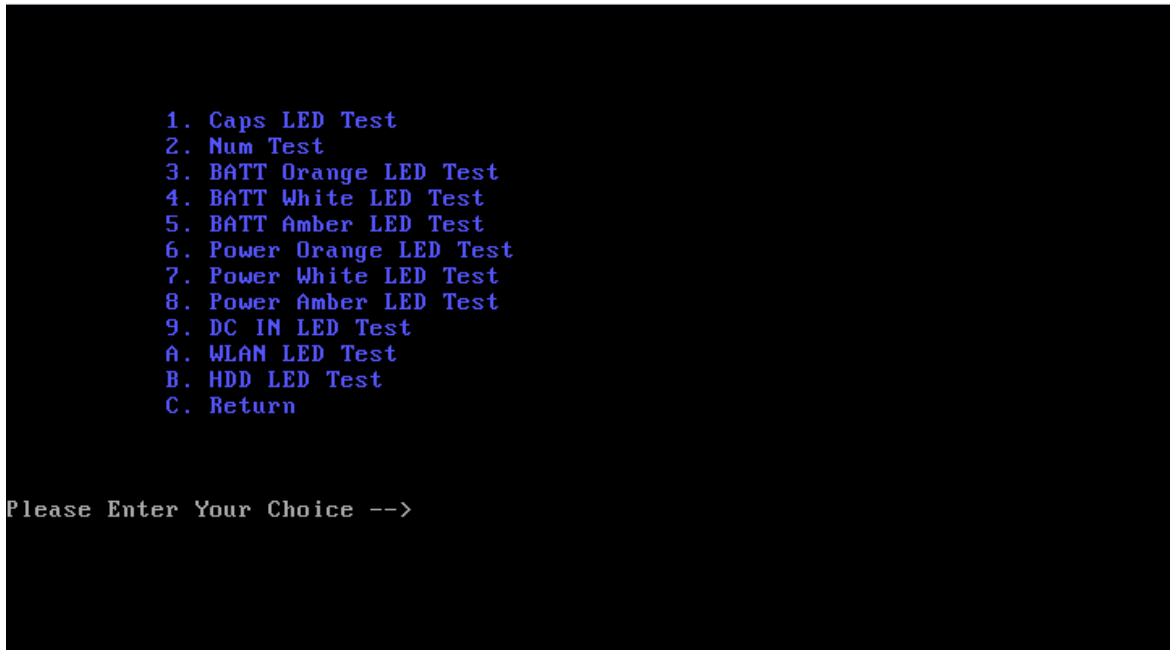 1. Caps LED Test
2. Num Test
3. BATT Orange LED Test
4. BATT White LED Test
5. BATT Amber LED Test
6. Power Orange LED Test
7. Power White LED Test
8. Power Amber LED Test
9. DC IN LED Test
A. WLAN LED Test
B. HDD LED Test
C. Return
Please Enter Your Choice -->